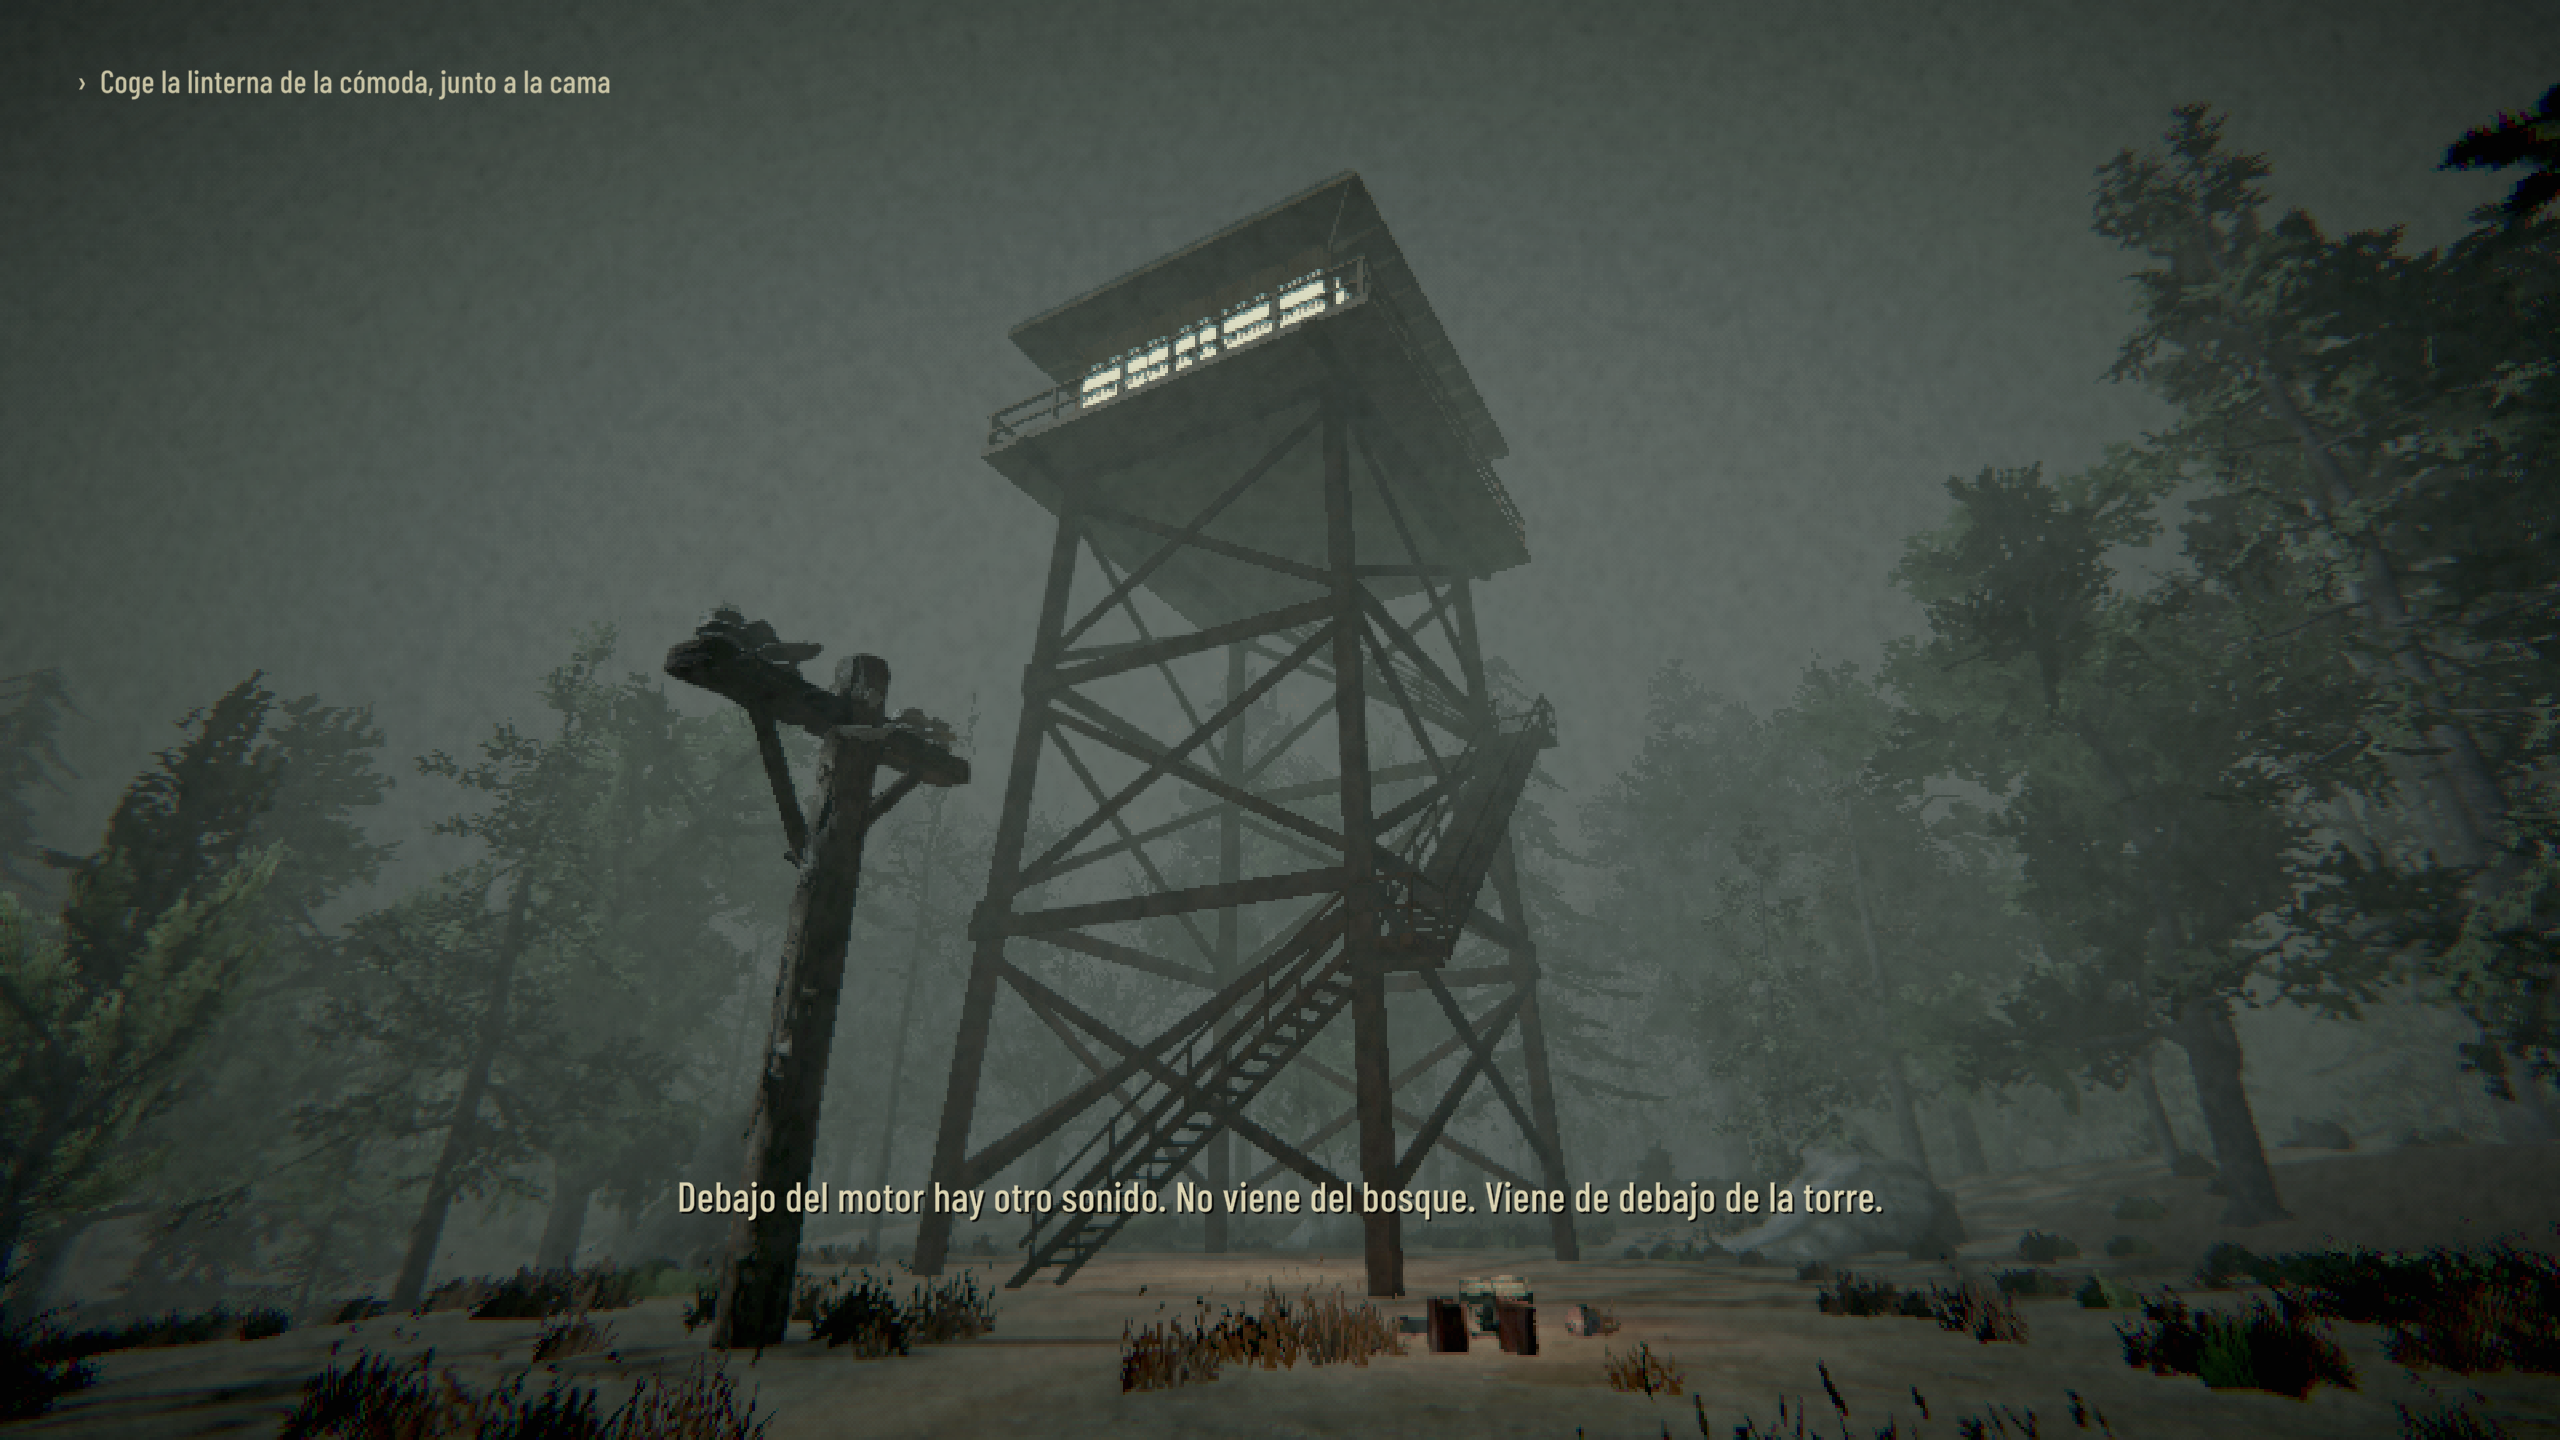 › Coge la linterna de la cómoda, junto a la cama
Debajo del motor hay otro sonido. No viene del bosque. Viene de debajo de la torre.